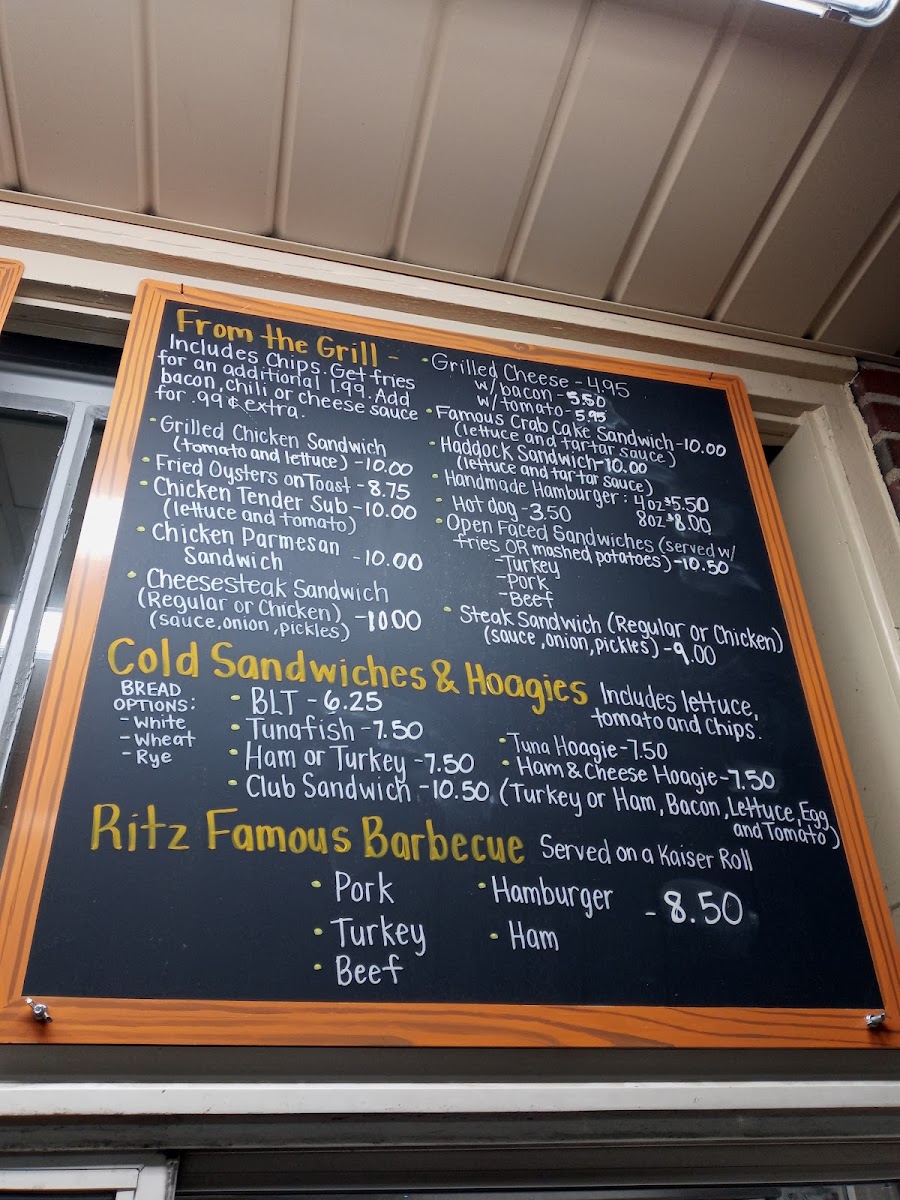 From the Grill -
Includes Chips. Get fries
for an additional 1.99. Add
bacon, chili or cheese sauce
for .99¢ extra.
• Grilled Chicken Sandwich
(tomato and lettuce) - 10.00
• Fried Oysters on Toast - 8.75
• Chicken Tender Sub - 10.00
(lettuce and tomato)
• Chicken Parmesan
Sandwich - 10.00
• Cheesesteak Sandwich
(Regular or Chicken) - 1000
(sauce, onion, pickles)
• Grilled Cheese - 4.95
w/bacon - 5.50
w/tomato - 5.95
• Famous Crab Cake Sandwich - 10.00
(lettuce and tartar sauce)
• Haddock Sandwich - 10.00
(lettuce and tartar sauce)
• Handmade Hamburger: 4oz $5.50
8oz $8.00
• Hot dog - 3.50
• Open Faced Sandwiches (served w/
fries OR mashed potatoes) - 10.50
- Turkey
- Pork
- Beef
• Steak Sandwich (Regular or Chicken)
(sauce, onion, pickles) - 9.00
Cold Sandwiches & Hoagies Includes lettuce,
tomato and chips.
BREAD
OPTIONS:
- White
- Wheat
- Rye
• BLT - 6.25
• Tunafish - 7.50
• Ham or Turkey - 7.50
• Tuna Hoagie - 7.50
• Ham & Cheese Hoagie - 7.50
• Club Sandwich - 10.50 (Turkey or Ham, Bacon, Lettuce, Egg,
and Tomato)
Ritz Famous Barbecue Served on a Kaiser Roll
• Pork
• Turkey
• Beef
• Hamburger
• Ham
- 8.50